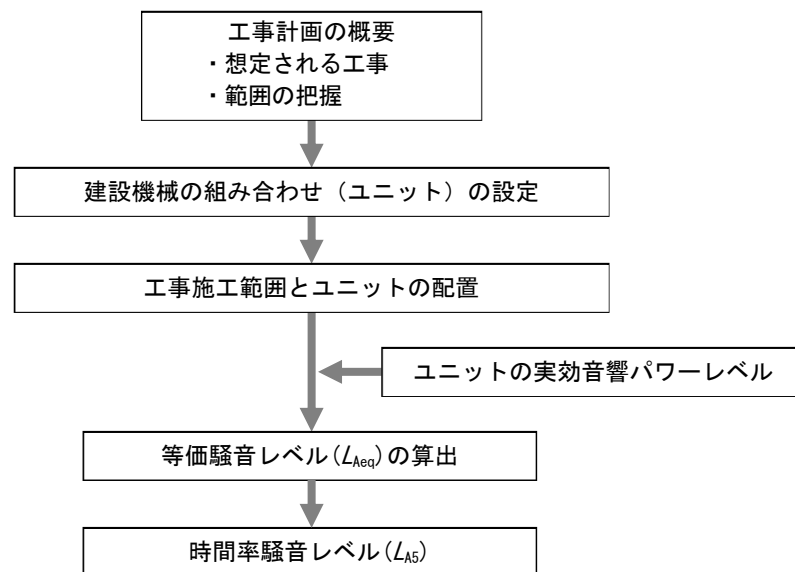 工事計画の概要
・想定される工事
・範囲の把握
建設機械の組み合わせ（ユニット）の設定
工事施工範囲とユニットの配置
ユニットの実効音響パワーレベル
等価騒音レベル(LAeq)の算出
時間率騒音レベル(LA5)